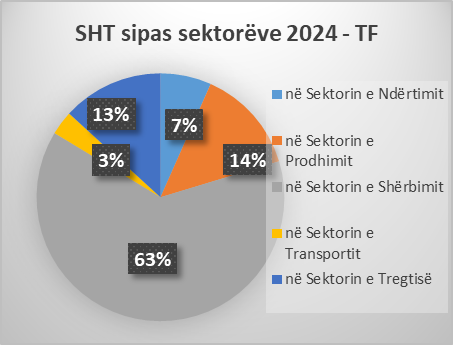 SHT sipas sektorëve 2024 - TF
13%
7%
3%
14%
63%
në Sektorin e Ndërtimit
në Sektorin e
Prodhimit
në Sektorin e Shërbimit
në Sektorin e
Transportit
në Sektorin e Tregtisë